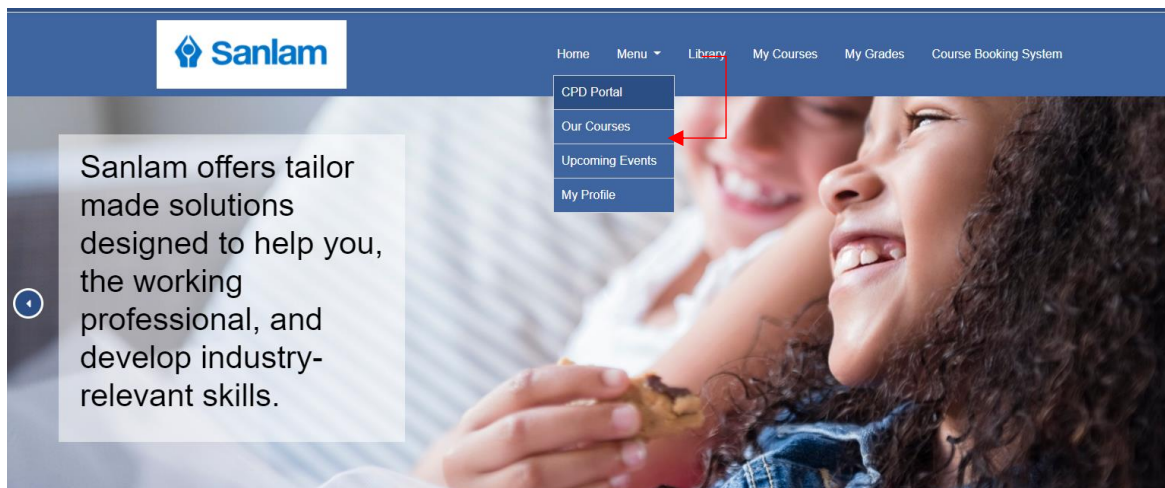 Sanlam
Home Menu Library My Courses My Grades Course Booking System
CPD Portal
Our Courses
Upcoming Events
My Profile
Sanlam offers tailor
made solutions
designed to help you,
the working
professional, and
develop industry-
relevant skills.